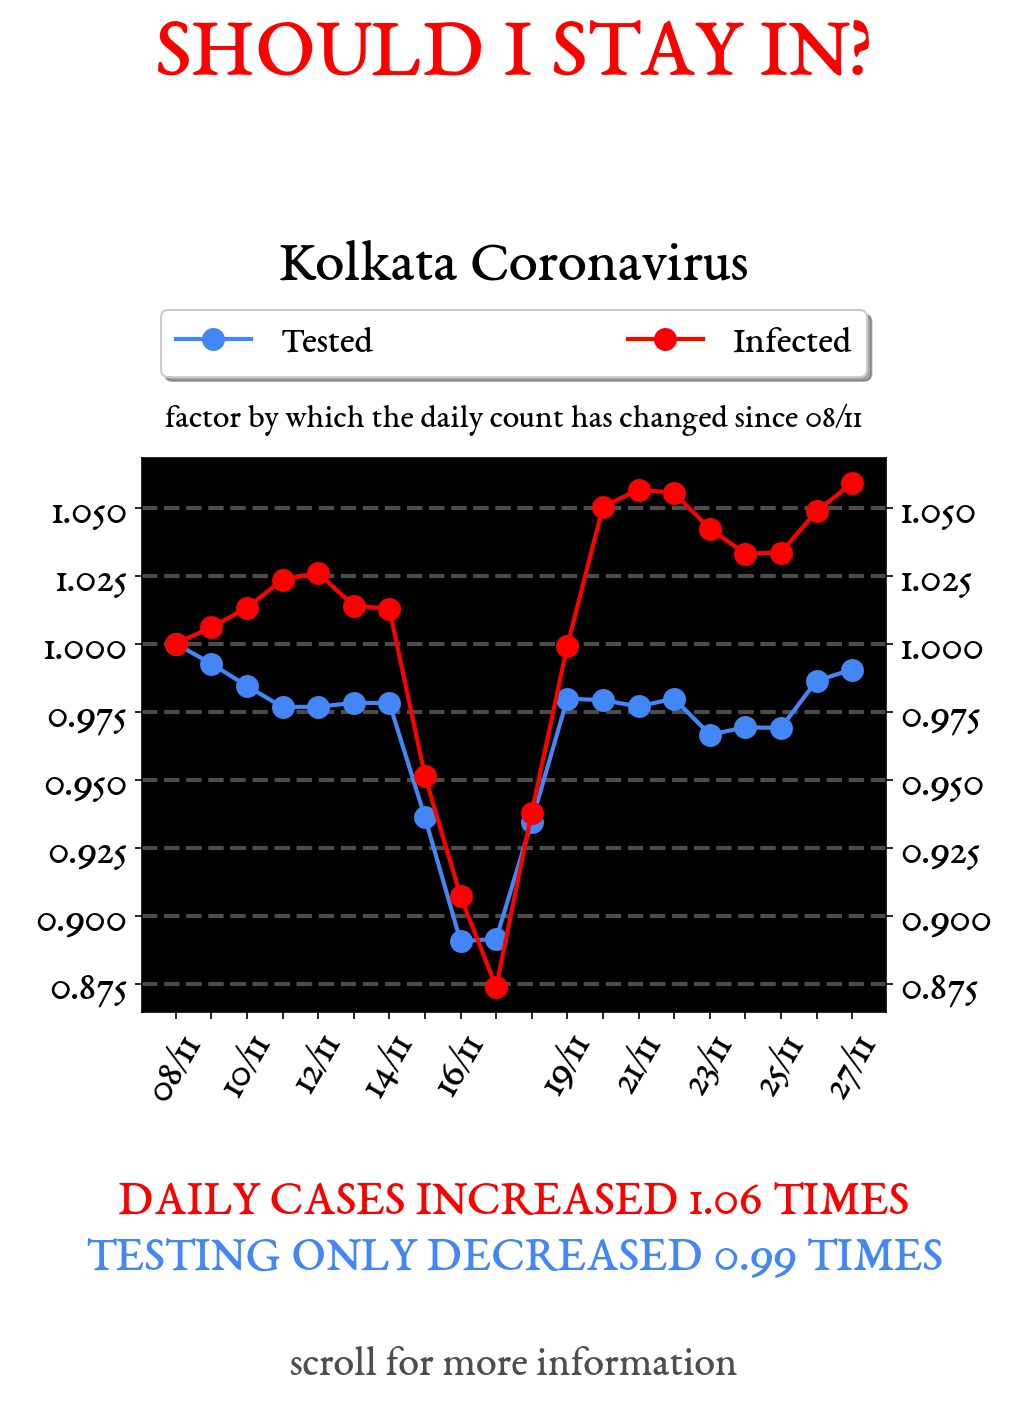 SHOULD I STAY IN?
Kolkata Coronavirus
Tested Infected
factor by which the daily count has changed since 08/11
1.050 1.050
1.025 1.025
1.000 1.000
0.975 0.975
0.950 0.950
0.925 0.925
0.900 0.900
0.875 0.875
08/11 10/11 12/11 14/11 16/11 19/11 21/11 23/11 25/11 27/11
DAILY CASES INCREASED 1.06 TIMES
TESTING ONLY DECREASED 0.99 TIMES
scroll for more information